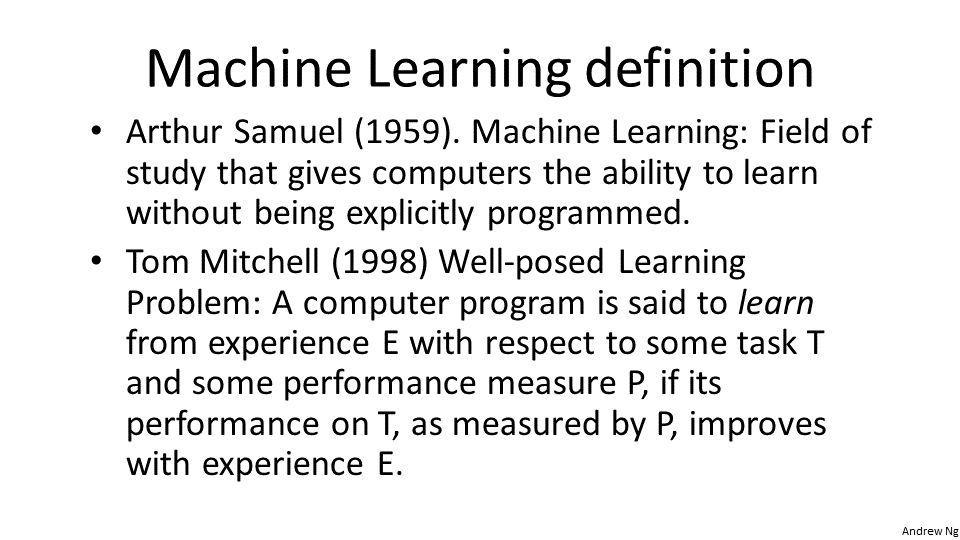 Machine Learning definition
• Arthur Samuel (1959). Machine Learning: Field of
study that gives computers the ability to learn
without being explicitly programmed.
• Tom Mitchell (1998) Well-posed Learning
Problem: A computer program is said to learn
from experience E with respect to some task T
and some performance measure P, if its
performance on T, as measured by P, improves
with experience E.
Andrew Ng